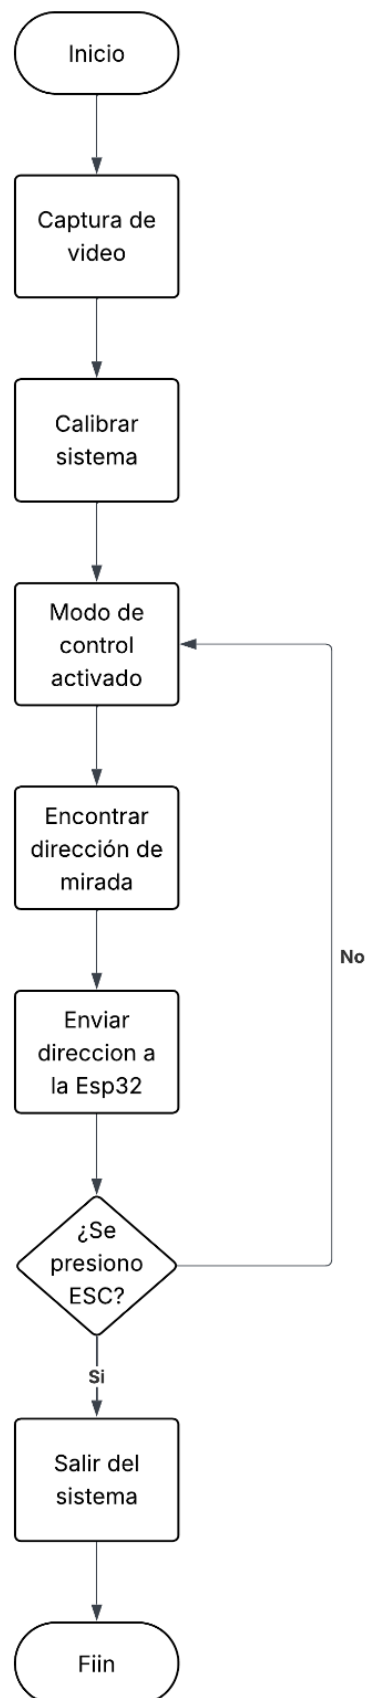 Inicio
Captura de
video
Calibrar
sistema
Modo de
control
activado
Encontrar
dirección de
mirada
No
Enviar
direccion a
la Esp32
¿Se
presiono
ESC?
Si
Salir del
sistema
Fiin